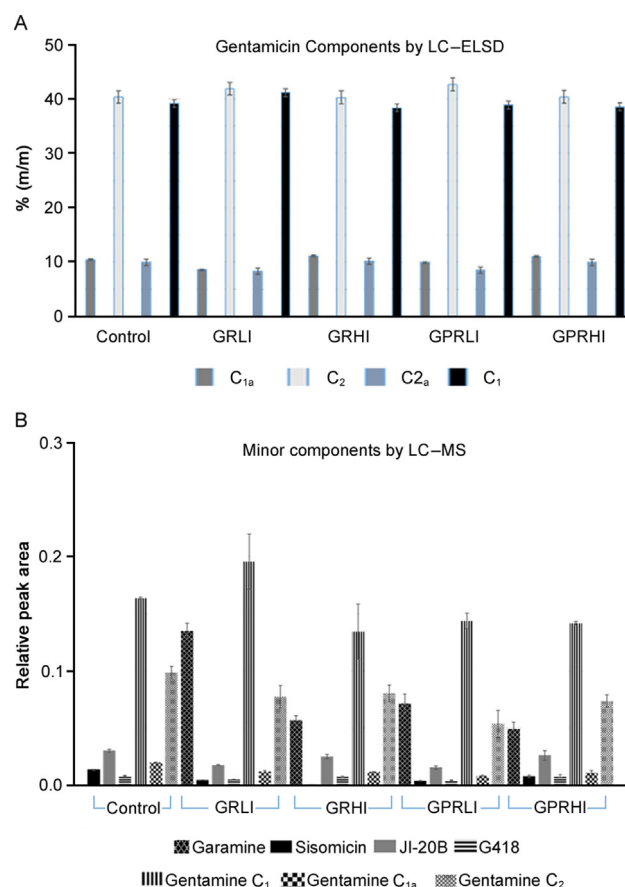 A
Gentamicin Components by LC–ELSD
50
40
30
20
10
0
% (m/m)
Control GRLI GRHI GPRLI GPRHI
C1a C2 C2a C1
B
Minor components by LC–MS
0.3
0.2
0.1
0.0
Relative peak area
Control GRLI GRHI GPRLI GPRHI
Garamine Sisomicin JI-20B G418
Gentamine C1 Gentamine C1a Gentamine C2